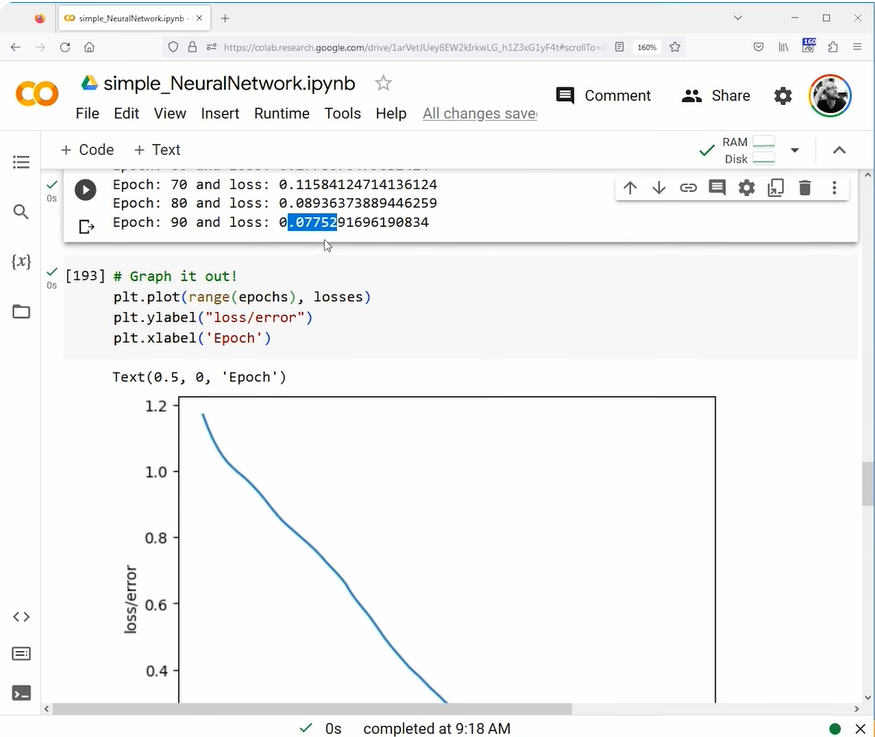 simple_NeuralNetwork.ipynb -
https://colab.research.google.com/drive/1arVetJUey8EW2kIrkwLG_h1Z3xG1yF4t#scrollTo=
160%
160
CO
simple_NeuralNetwork.ipynb
File Edit View Insert Runtime Tools Help All changes save
Comment
Share
+ Code + Text
RAM
Disk
0s
Epoch: 70 and loss: 0.11584124714136124
Epoch: 80 and loss: 0.08936373889446259
Epoch: 90 and loss: 0.0775291696190834
{x}
0s
[193] # Graph it out!
plt.plot(range(epochs), losses)
plt.ylabel("loss/error")
plt.xlabel('Epoch')
Text(0.5, 0, 'Epoch')
1.2
1.0
0.8
0.6
0.4
loss/error
0s completed at 9:18 AM